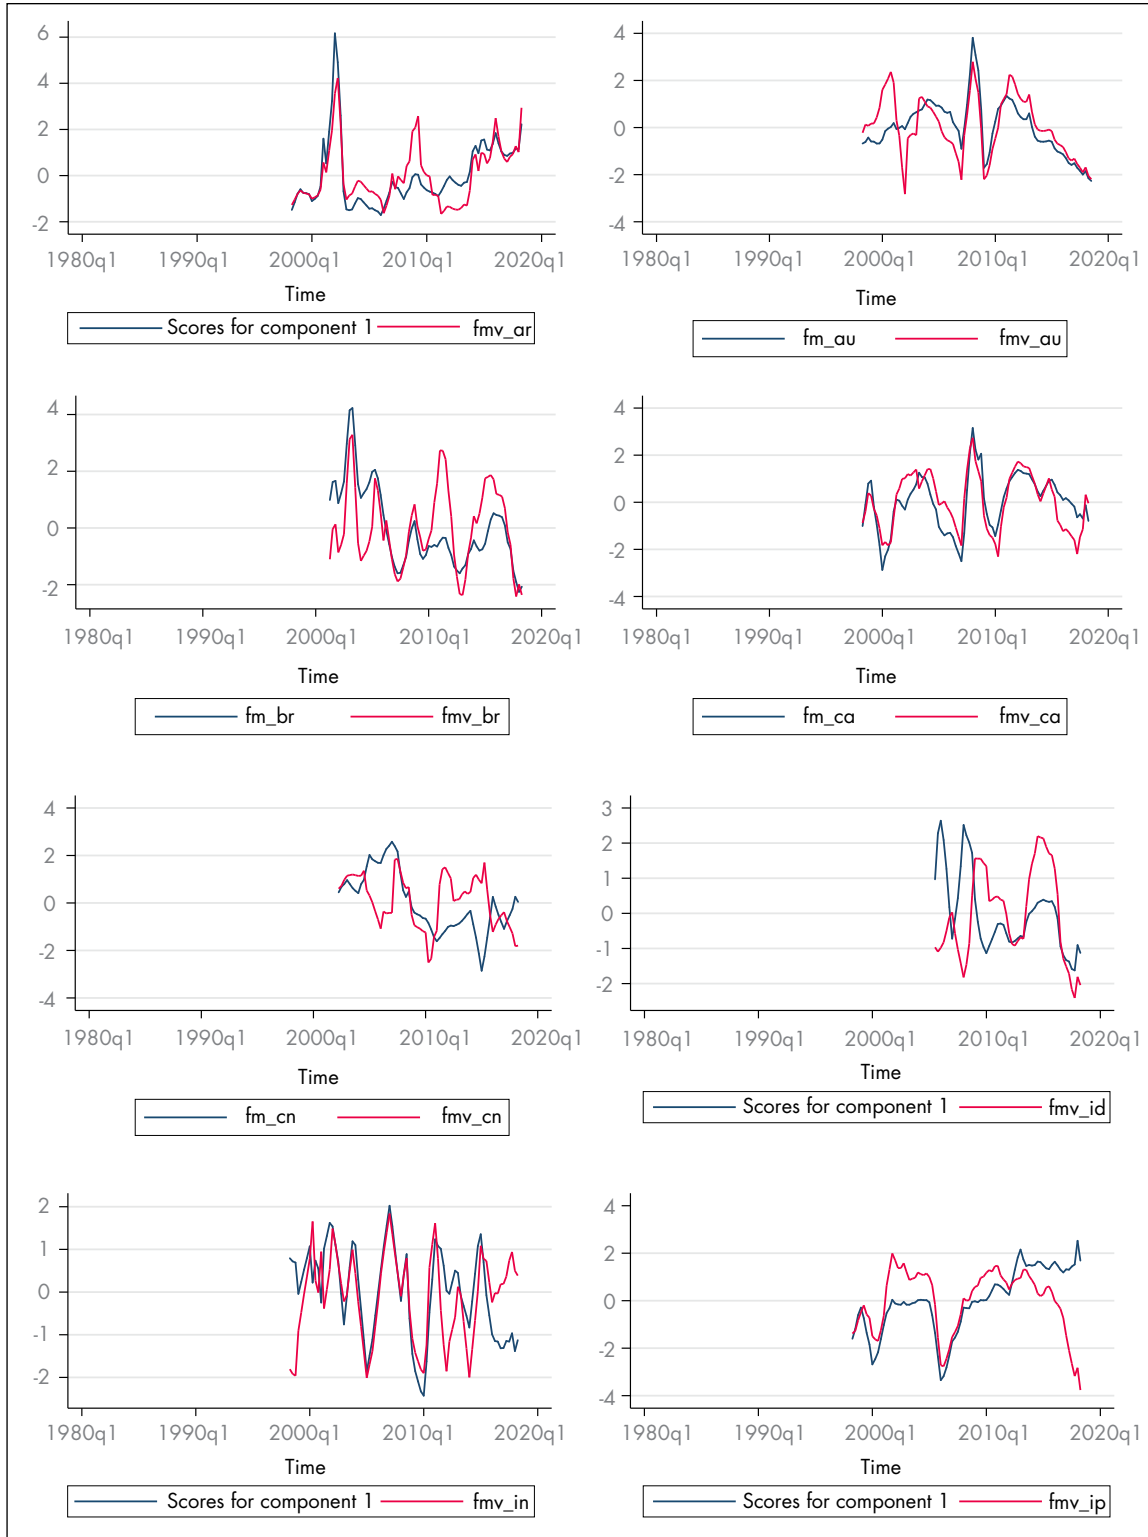 6
4
2
0
-2
1980q1 1990q1 2000q1 2010q1 2020q1
Time
Scores for component 1 fmv_ar
4
2
0
-2
-4
1980q1 1990q1 2000q1 2010q1 2020q1
Time
fm_au fmv_au
4
2
0
-2
1980q1 1990q1 2000q1 2010q1 2020q1
Time
fm_br fmv_br
4
2
0
-2
-4
1980q1 1990q1 2000q1 2010q1 2020q1
Time
fm_ca fmv_ca
4
2
0
-2
-4
1980q1 1990q1 2000q1 2010q1 2020q1
Time
fm_cn fmv_cn
3
2
1
0
-1
-2
1980q1 1990q1 2000q1 2010q1 2020q1
Time
Scores for component 1 fmv_id
2
1
0
-1
-2
1980q1 1990q1 2000q1 2010q1 2020q1
Time
Scores for component 1 fmv_in
4
2
0
-2
-4
1980q1 1990q1 2000q1 2010q1 2020q1
Time
Scores for component 1 fmv_ip